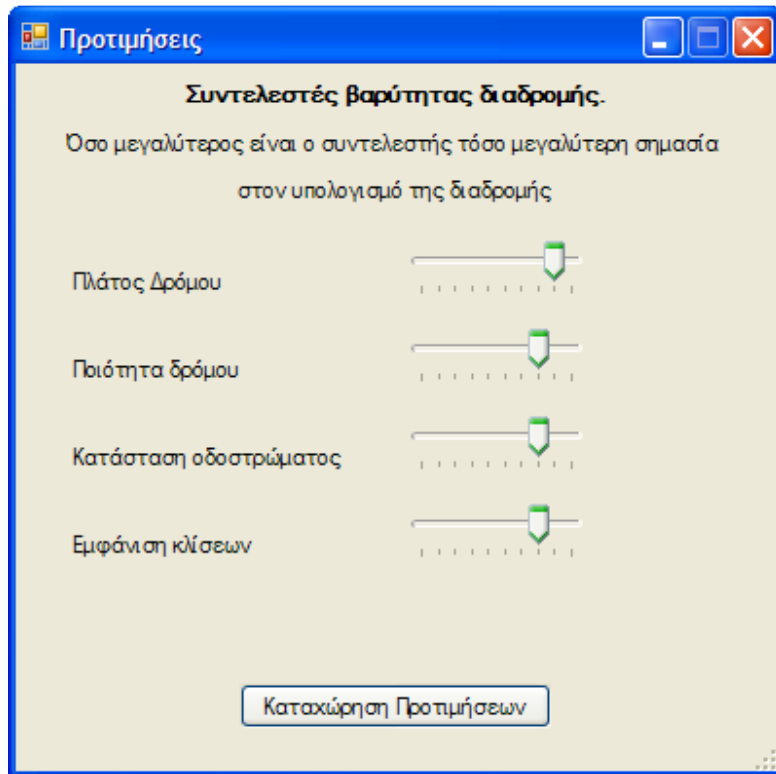 Προτιμήσεις
Συντελεστές βαρύτητας διαδρομής.
Όσο μεγαλύτερος είναι ο συντελεστής τόσο μεγαλύτερη σημασία
στον υπολογισμό της διαδρομής
Πλάτος Δρόμου
Ποιότητα δρόμου
Κατάσταση οδοστρώματος
Εμφάνιση κλίσεων
Καταχώρηση Προτιμήσεων